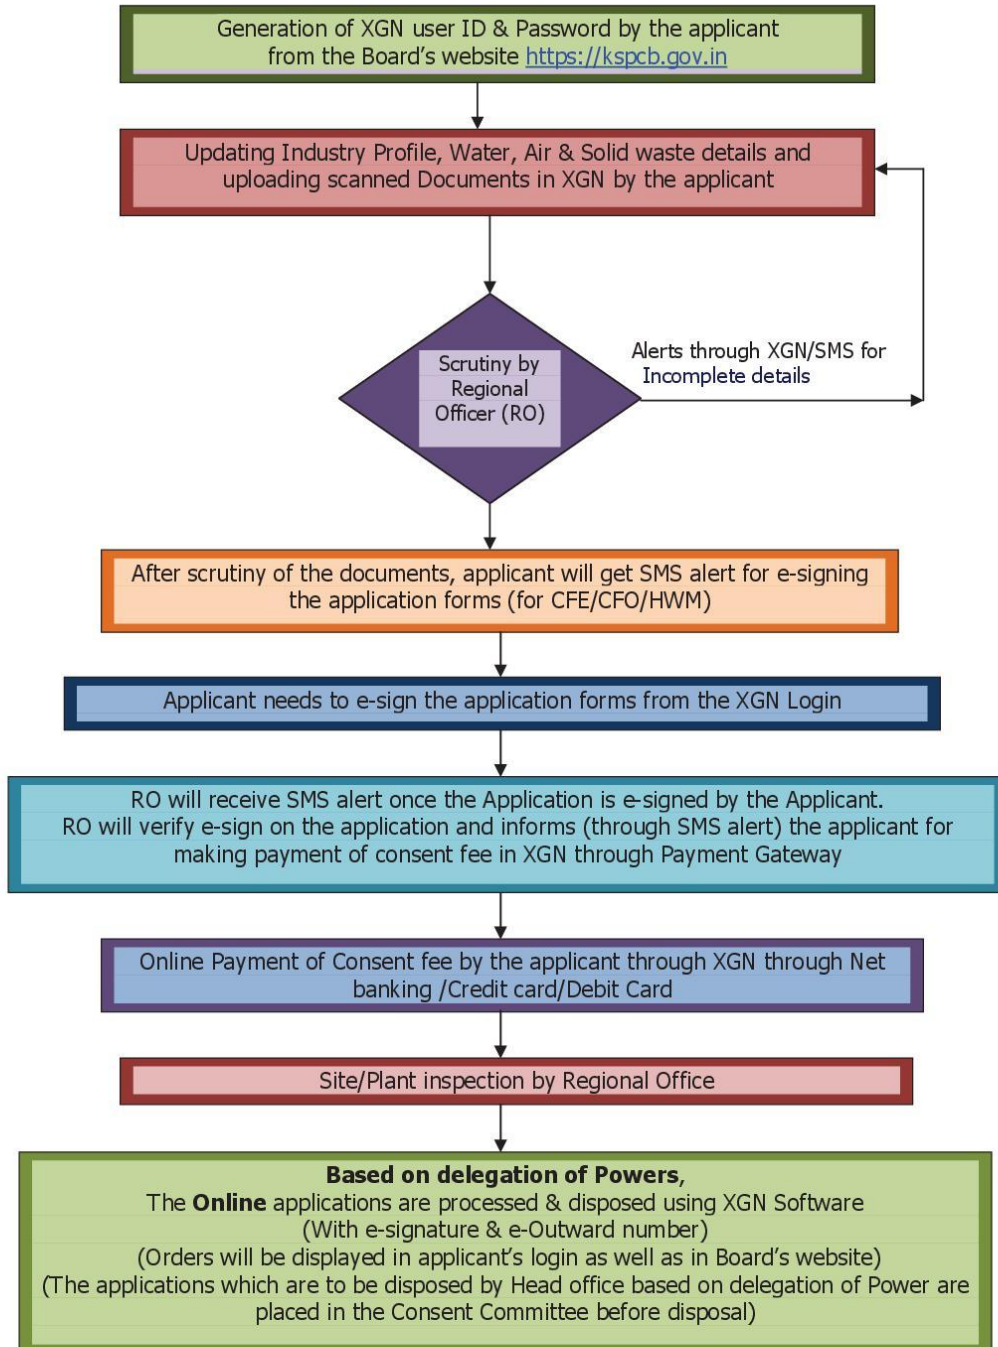 Generation of XGN user ID & Password by the applicant
from the Board's website https://kspcb.gov.in
Updating Industry Profile, Water, Air & Solid waste details and
uploading scanned Documents in XGN by the applicant
Scrutiny by
Regional
Officer (RO)
Alerts through XGN/SMS for
Incomplete details
After scrutiny of the documents, applicant will get SMS alert for e-signing
the application forms (for CFE/CFO/HWM)
Applicant needs to e-sign the application forms from the XGN Login
RO will receive SMS alert once the Application is e-signed by the Applicant.
RO will verify e-sign on the application and informs (through SMS alert) the applicant for
making payment of consent fee in XGN through Payment Gateway
Online Payment of Consent fee by the applicant through XGN through Net
banking /Credit card/Debit Card
Site/Plant inspection by Regional Office
Based on delegation of Powers,
The Online applications are processed & disposed using XGN Software
(With e-signature & e-Outward number)
(Orders will be displayed in applicant's login as well as in Board's website)
(The applications which are to be disposed by Head office based on delegation of Power are
placed in the Consent Committee before disposal)